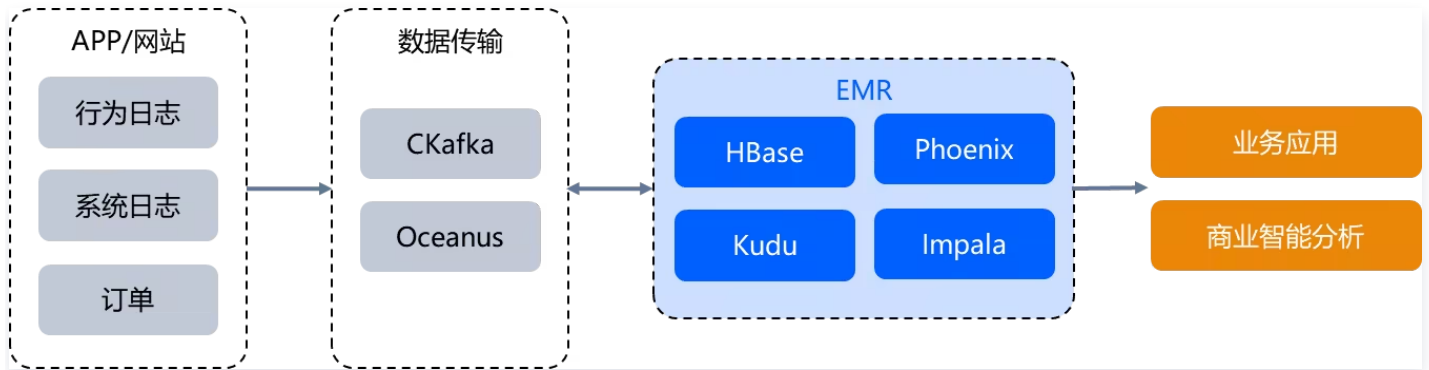 APP/网站
行为日志
系统日志
订单
数据传输
CKafka
Oceanus
EMR
HBase
Phoenix
Kudu
Impala
业务应用
商业智能分析